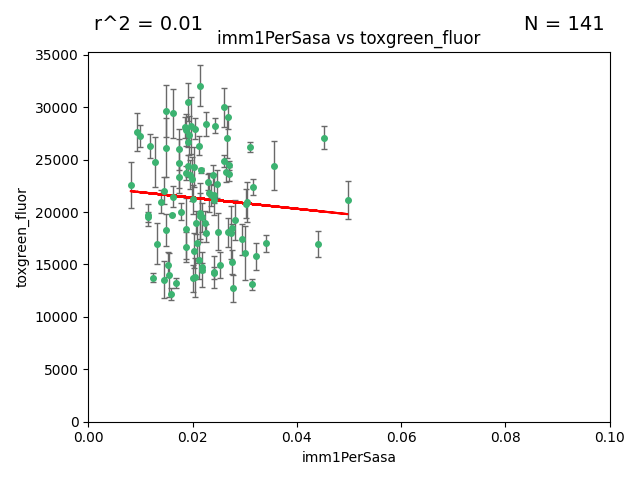 r^2 = 0.01
N = 141
imm1PerSasa vs toxgreen_fluor
35000
30000
25000
20000
15000
10000
5000
0
toxgreen_fluor
0.00
0.02
0.04
0.06
0.08
0.10
imm1PerSasa